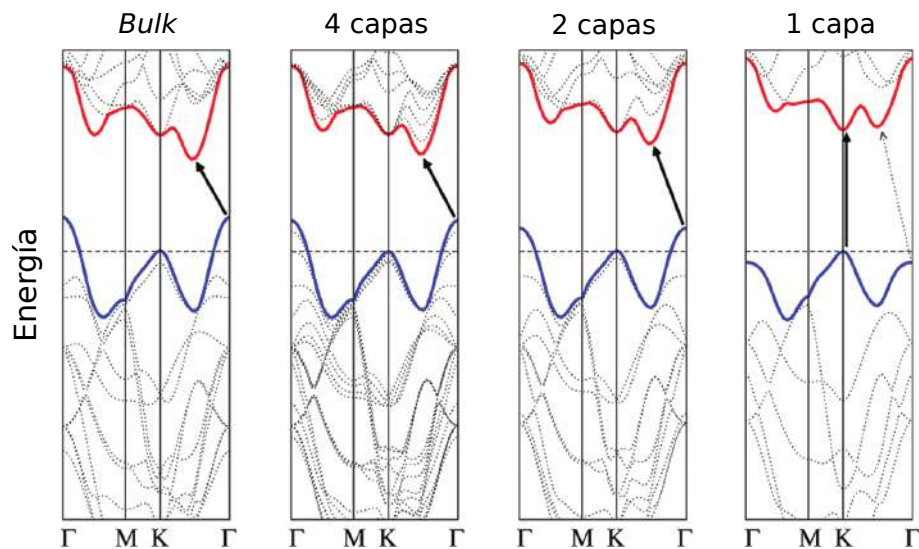 Bulk 4 capas 2 capas 1 capa
Energía
Γ M K Γ Γ M K Γ Γ M K Γ Γ M K Γ